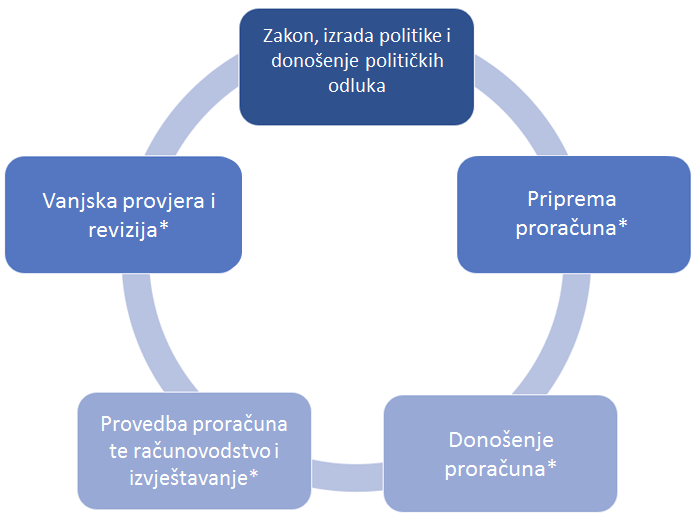 Zakon, izrada politike i
donošenje političkih
odluka
Priprema
proračuna*
Donošenje
proračuna*
Provedba proračuna
te računovodstvo i
izvještavanje*
Vanjska provjera i
revizija*